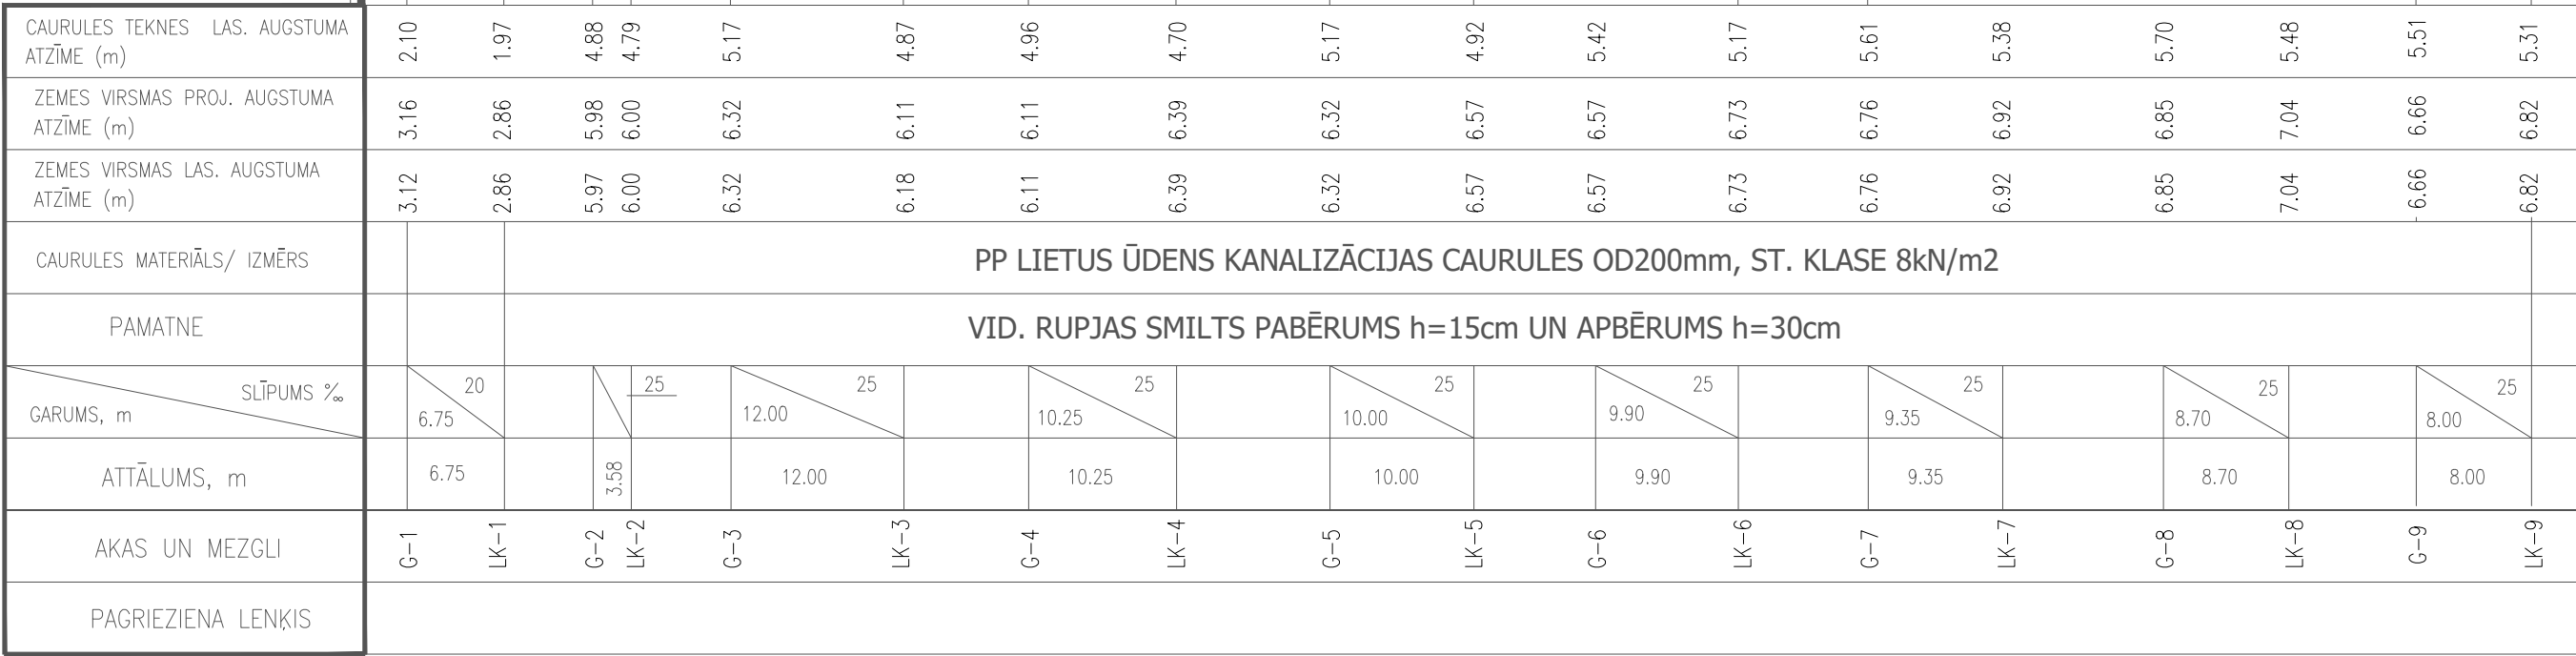 CAURULES TEKNES LAS. AUGSTUMA
ATZĪME (m)
2.10 1.97 4.88 4.79 5.17 4.87 4.96 4.70 5.17 4.92 5.42 5.17 5.61 5.38 5.70 5.48 5.51 5.31
ZEMES VIRSMAS PROJ. AUGSTUMA
ATZĪME (m)
3.16 2.86 5.98 6.00 6.32 6.11 6.11 6.39 6.32 6.57 6.57 6.73 6.76 6.92 6.85 7.04 6.66 6.82
ZEMES VIRSMAS LAS. AUGSTUMA
ATZĪME (m)
3.12 2.86 5.97 6.00 6.32 6.18 6.11 6.39 6.32 6.57 6.57 6.73 6.76 6.92 6.85 7.04 6.66 6.82
CAURULES MATERIĀLS/ IZMĒRS
PP LIETUS ŪDENS KANALIZĀCIJAS CAURULES OD200mm, ST. KLASE 8kN/m2
PAMATNE
VID. RUPJAS SMILTS PABĒRUMS h=15cm UN APBĒRUMS h=30cm
SLĪPUMS ‰
20 25 25 25 25 25 25 25 25
GARUMS, m
6.75 12.00 10.25 10.00 9.90 9.35 8.70 8.00
ATTĀLUMS, m
6.75 3.58 12.00 10.25 10.00 9.90 9.35 8.70 8.00
AKAS UN MEZGLI
G-1 LK-1 G-2 LK-2 G-3 LK-3 G-4 LK-4 G-5 LK-5 G-6 LK-6 G-7 LK-7 G-8 LK-8 G-9 LK-9
PAGRIEZIENA LEŅĶIS